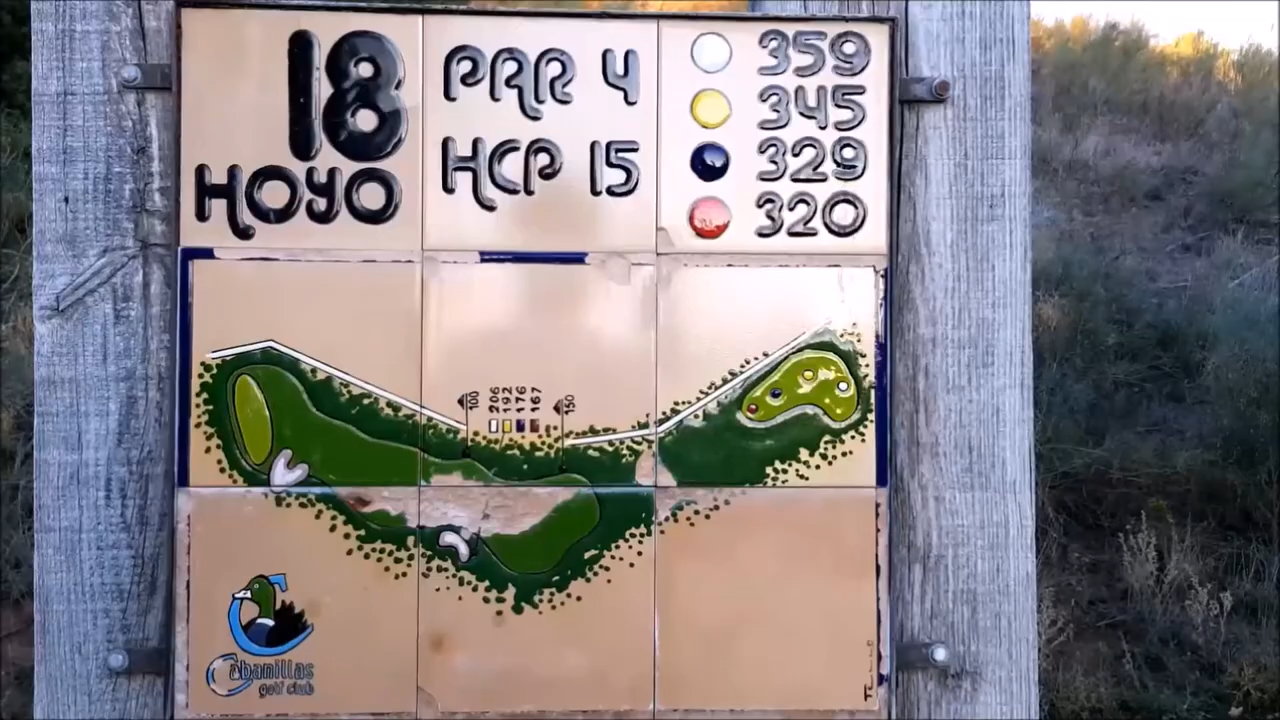 18
HOYO
PAR 4
HCP 15
359
345
329
320
100
206
192
176
167
150
Cabanillas
golf club